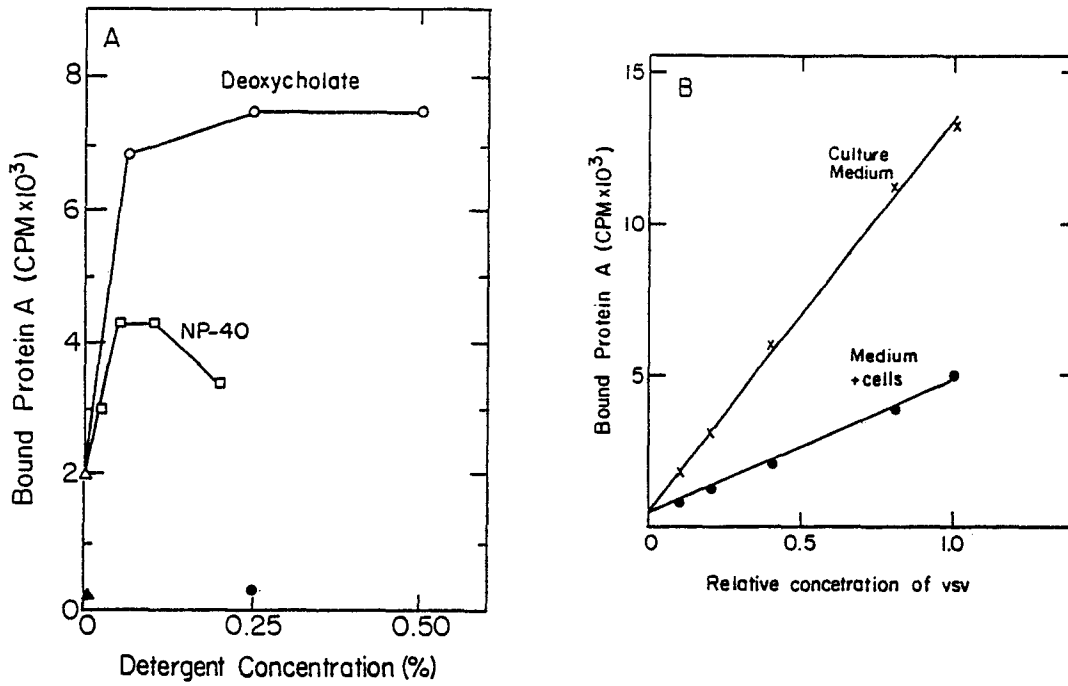 A
Deoxycholate
NP-40
8
6
4
2
0
0
0.25
0.50
Bound Protein A (CPM×10³)
Detergent Concentration (%)
B
Culture
Medium
Medium
+cells
15
10
5
0
0.5
1.0
Bound Protein A (CPM×10³)
Relative concetration of vsv